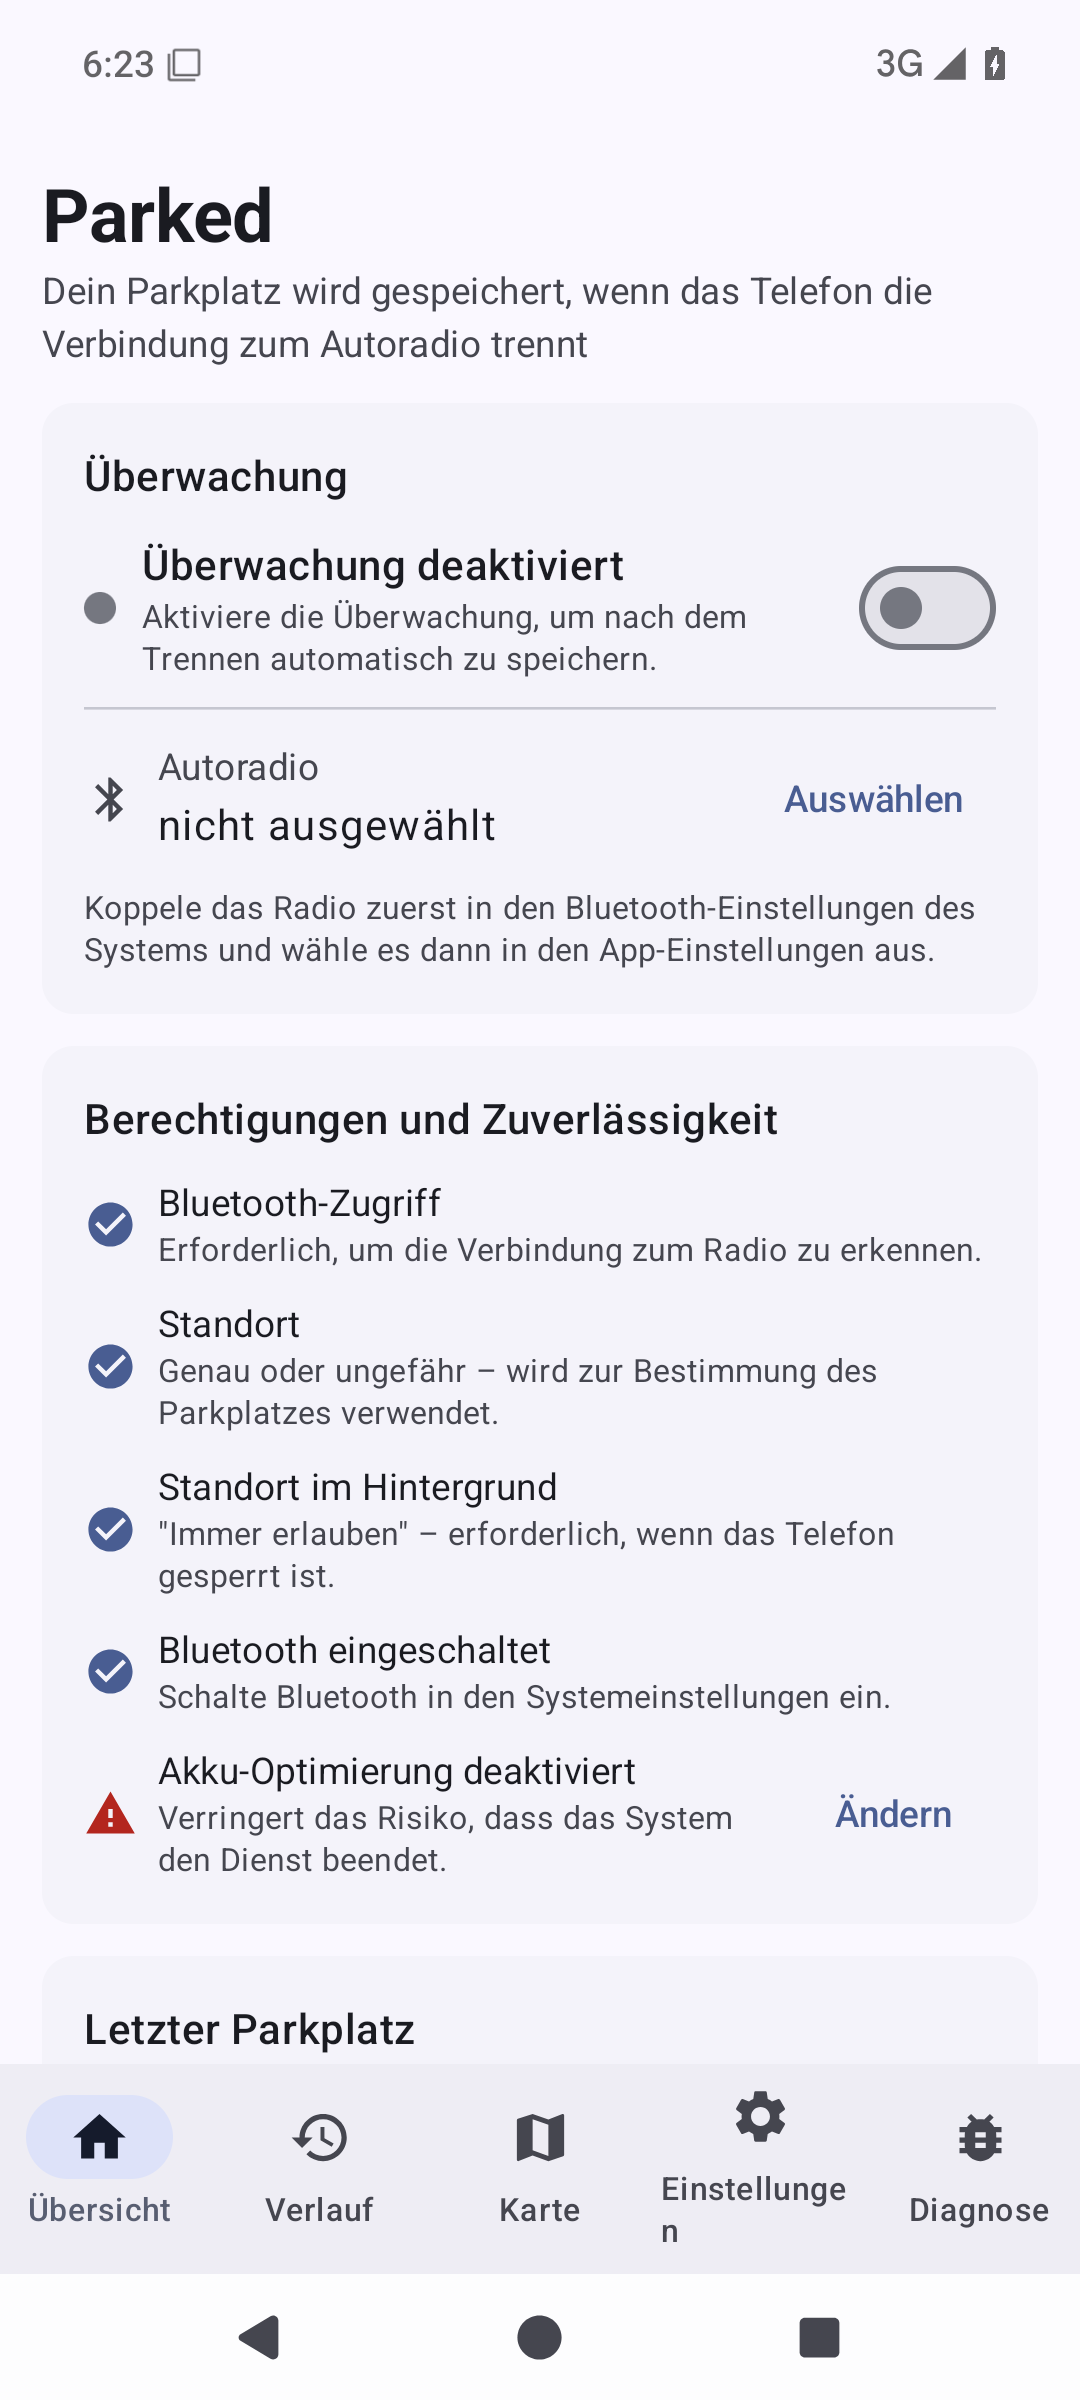 6:23
3G
Parked
Dein Parkplatz wird gespeichert, wenn das Telefon die
Verbindung zum Autoradio trennt
Überwachung
Überwachung deaktiviert
Aktiviere die Überwachung, um nach dem
Trennen automatisch zu speichern.
Autoradio
nicht ausgewählt
Auswählen
Koppele das Radio zuerst in den Bluetooth-Einstellungen des
Systems und wähle es dann in den App-Einstellungen aus.
Berechtigungen und Zuverlässigkeit
Bluetooth-Zugriff
Erforderlich, um die Verbindung zum Radio zu erkennen.
Standort
Genau oder ungefähr – wird zur Bestimmung des
Parkplatzes verwendet.
Standort im Hintergrund
"Immer erlauben" – erforderlich, wenn das Telefon
gesperrt ist.
Bluetooth eingeschaltet
Schalte Bluetooth in den Systemeinstellungen ein.
Akku-Optimierung deaktiviert
Verringert das Risiko, dass das System
den Dienst beendet.
Ändern
Letzter Parkplatz
Übersicht
Verlauf
Karte
Einstellunge
n
Diagnose